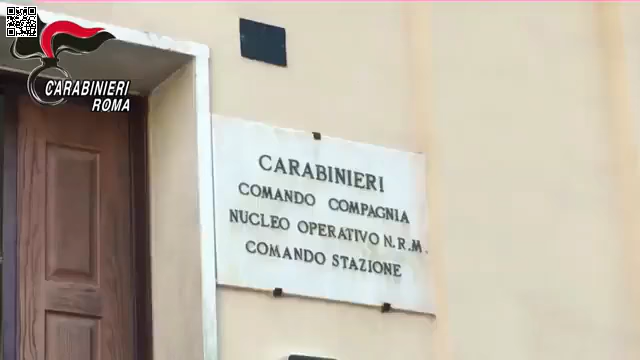 CARABINIERI
ROMA
CARABINIERI
COMANDO COMPAGNIA
NUCLEO OPERATIVO N.R.M.
COMANDO STAZIONE